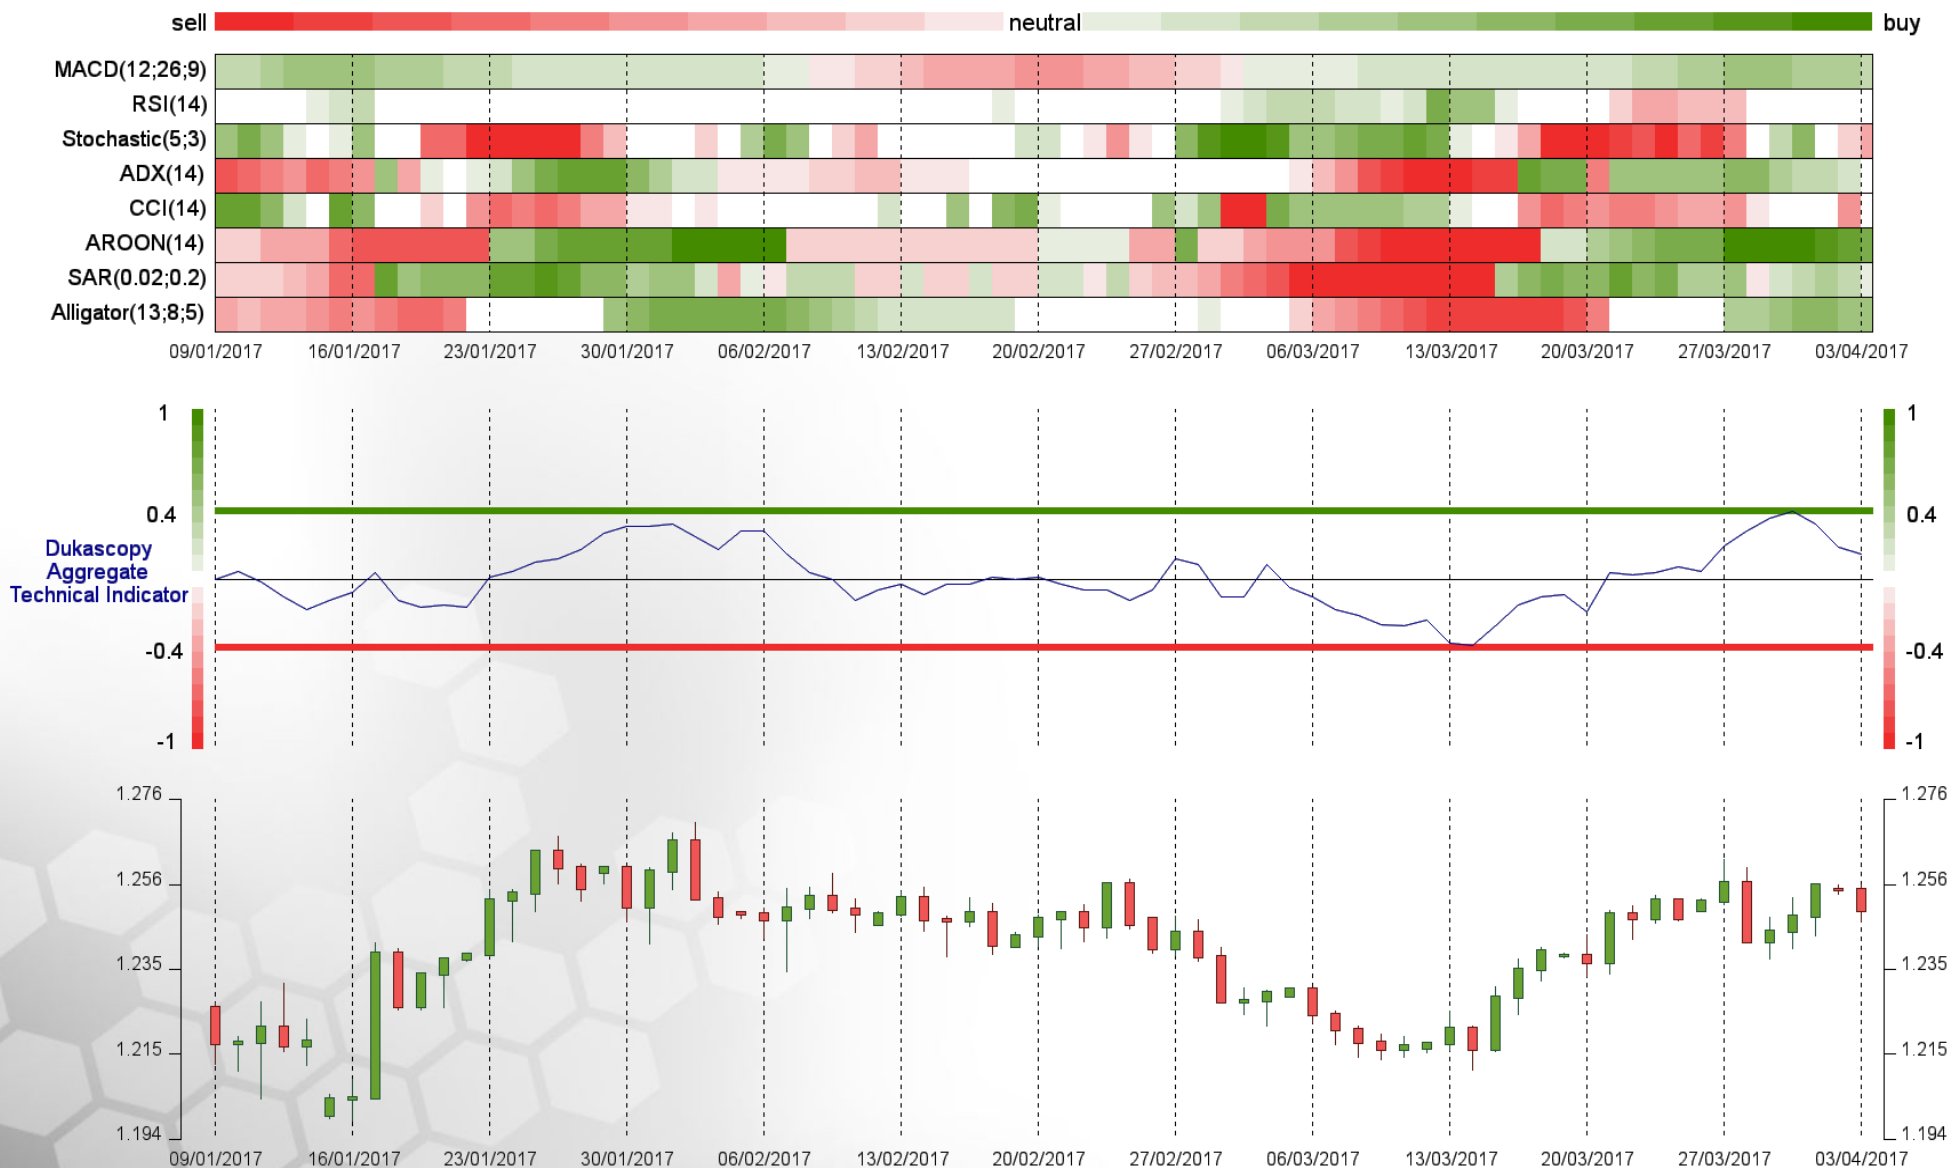 sell neutral buy
MACD(12;26;9)
RSI(14)
Stochastic(5;3)
ADX(14)
CCI(14)
AROON(14)
SAR(0.02;0.2)
Alligator(13;8;5)
09/01/2017 16/01/2017 23/01/2017 30/01/2017 06/02/2017 13/02/2017 20/02/2017 27/02/2017 06/03/2017 13/03/2017 20/03/2017 27/03/2017 03/04/2017
1 1
0.4 0.4
Dukascopy
Aggregate
Technical Indicator
-0.4 -0.4
-1 -1
1.276 1.276
1.256 1.256
1.235 1.235
1.215 1.215
1.194 1.194
09/01/2017 16/01/2017 23/01/2017 30/01/2017 06/02/2017 13/02/2017 20/02/2017 27/02/2017 06/03/2017 13/03/2017 20/03/2017 27/03/2017 03/04/2017